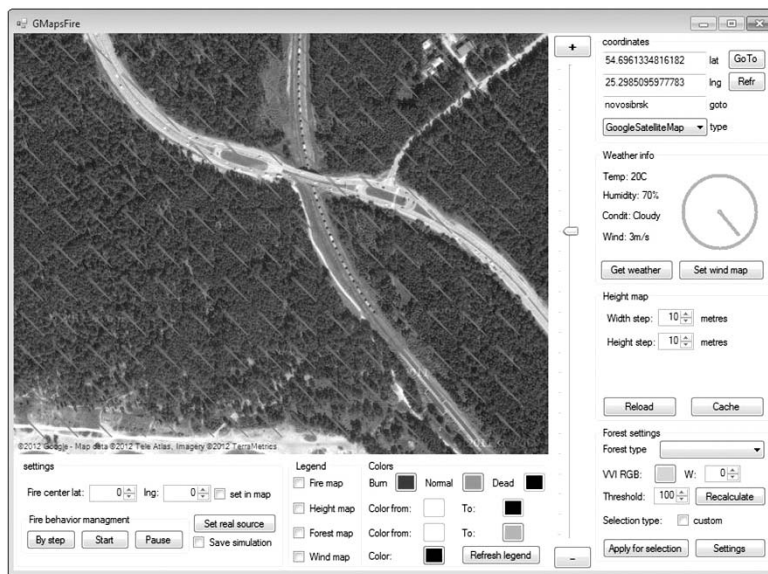 GMapsFire
+
©2012 Google - Map data ©2012 Tele Atlas, Imagery ©2012 TerraMetrics
–
coordinates
54.6961334816182 lat GoTo
25.2985095977783 lng Refr
novosibrsk goto
GoogleSatelliteMap type
Weather info
Temp: 20C
Humidity: 70%
Condit: Cloudy
Wind: 3m/s
Get weather Set wind map
Height map
Width step: 10 metres
Height step: 10 metres
Reload Cache
Forest settings
Forest type
VVI RGB: W: 0
Threshold: 100 Recalculate
Selection type: custom
Apply for selection Settings
settings
Fire center lat: 0 lng: 0 set in map
Fire behavior managment
Set real source
By step Start Pause Save simulation
Legend
Fire map
Height map
Forest map
Wind map
Colors
Burn Normal Dead
Color from: To:
Color from: To:
Color: Refresh legend